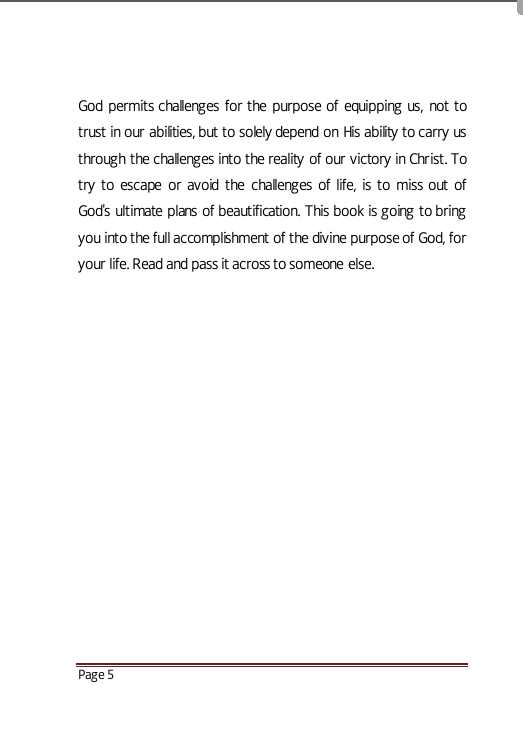 God permits challenges for the purpose of equipping us, not to
trust in our abilities, but to solely depend on His ability to carry us
through the challenges into the reality of our victory in Christ. To
try to escape or avoid the challenges of life, is to miss out of
God's ultimate plans of beautification. This book is going to bring
you into the full accomplishment of the divine purpose of God, for
your life. Read and pass it across to someone else.
Page 5